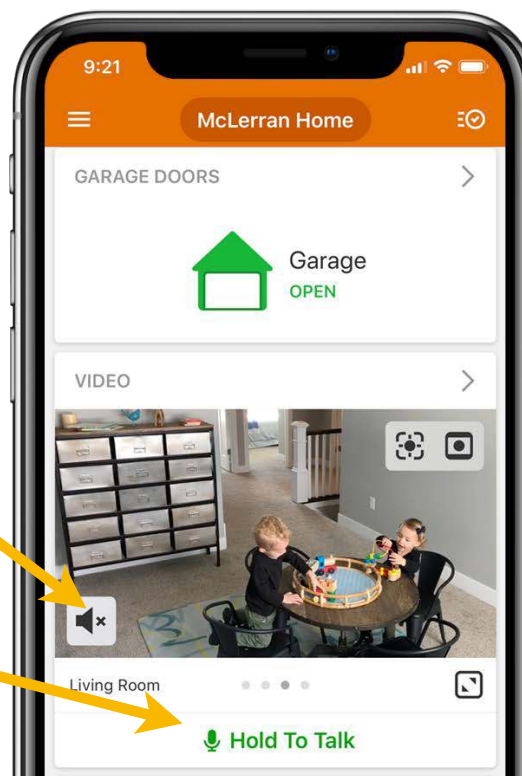 9:21
McLerran Home
GARAGE DOORS
Garage
OPEN
VIDEO
Living Room
Hold To Talk